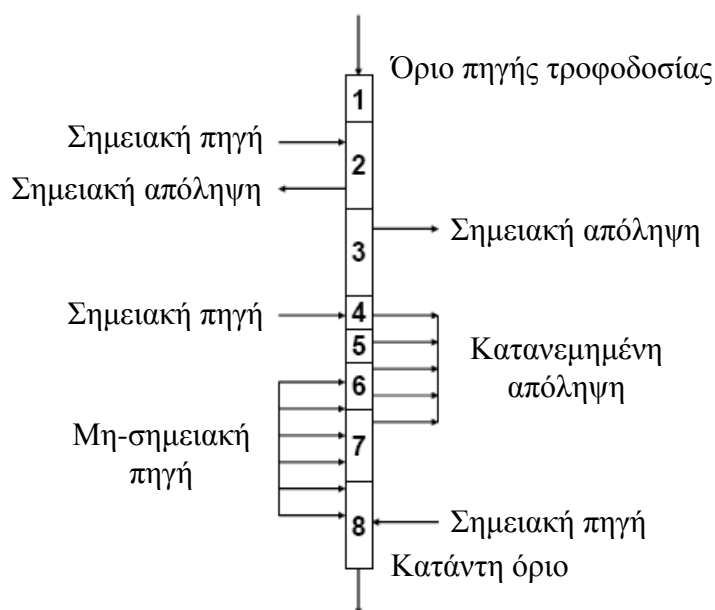 Όριο πηγής τροφοδοσίας
1
Σημειακή πηγή
2
Σημειακή απόληψη
Σημειακή απόληψη
3
Σημειακή πηγή
4
5
Κατανεμημένη
απόληψη
6
Μη-σημειακή
πηγή
7
Σημειακή πηγή
8
Κατάντη όριο